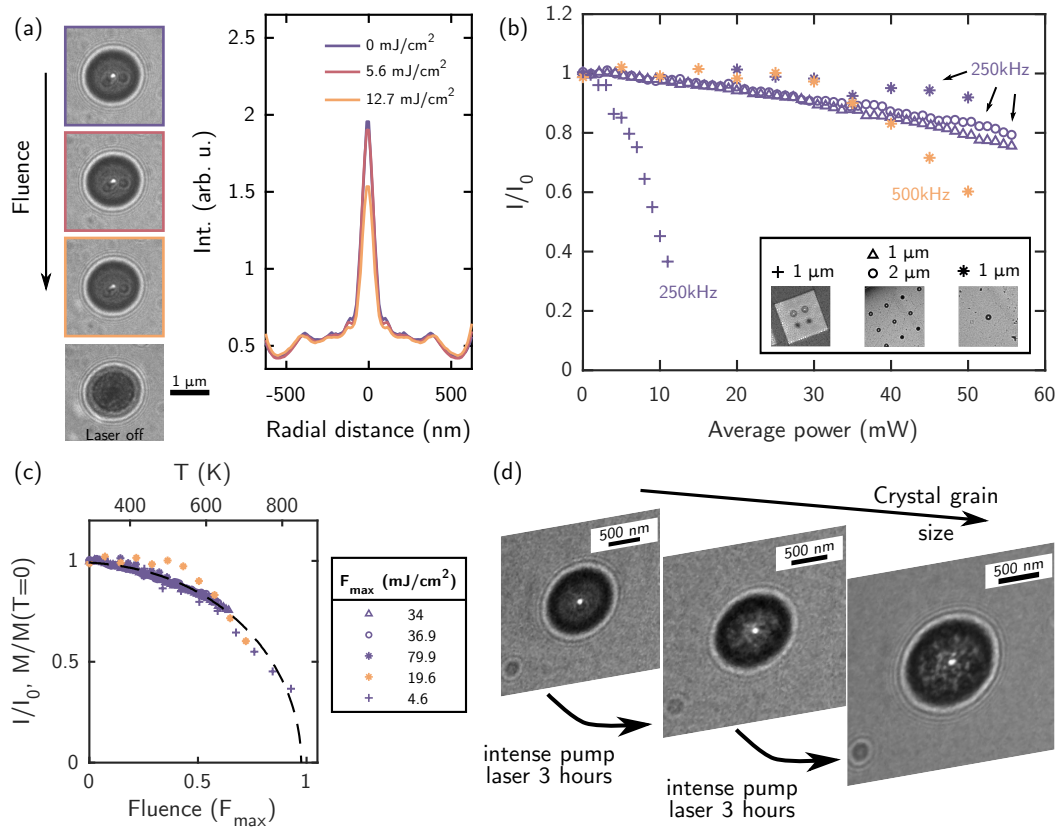 (a)
Fluence
Laser off
1 μm
2.5
2
1.5
1
0.5
Int. (arb. u.)
0 mJ/cm²
5.6 mJ/cm²
12.7 mJ/cm²
-500
0
500
Radial distance (nm)
(b)
1.2
1
0.8
0.6
0.4
0.2
0
I/I₀
250kHz
500kHz
250kHz
1 μm
1 μm
2 μm
1 μm
0
10
20
30
40
50
60
Average power (mW)
(c)
T (K)
400
600
800
1
0.5
0
I/I₀, M/M(T=0)
0
0.5
1
Fluence (Fₘₐₓ)
Fₘₐₓ (mJ/cm²)
34
36.9
79.9
19.6
4.6
(d)
Crystal grain
size
500 nm
500 nm
500 nm
intense pump
laser 3 hours
intense pump
laser 3 hours